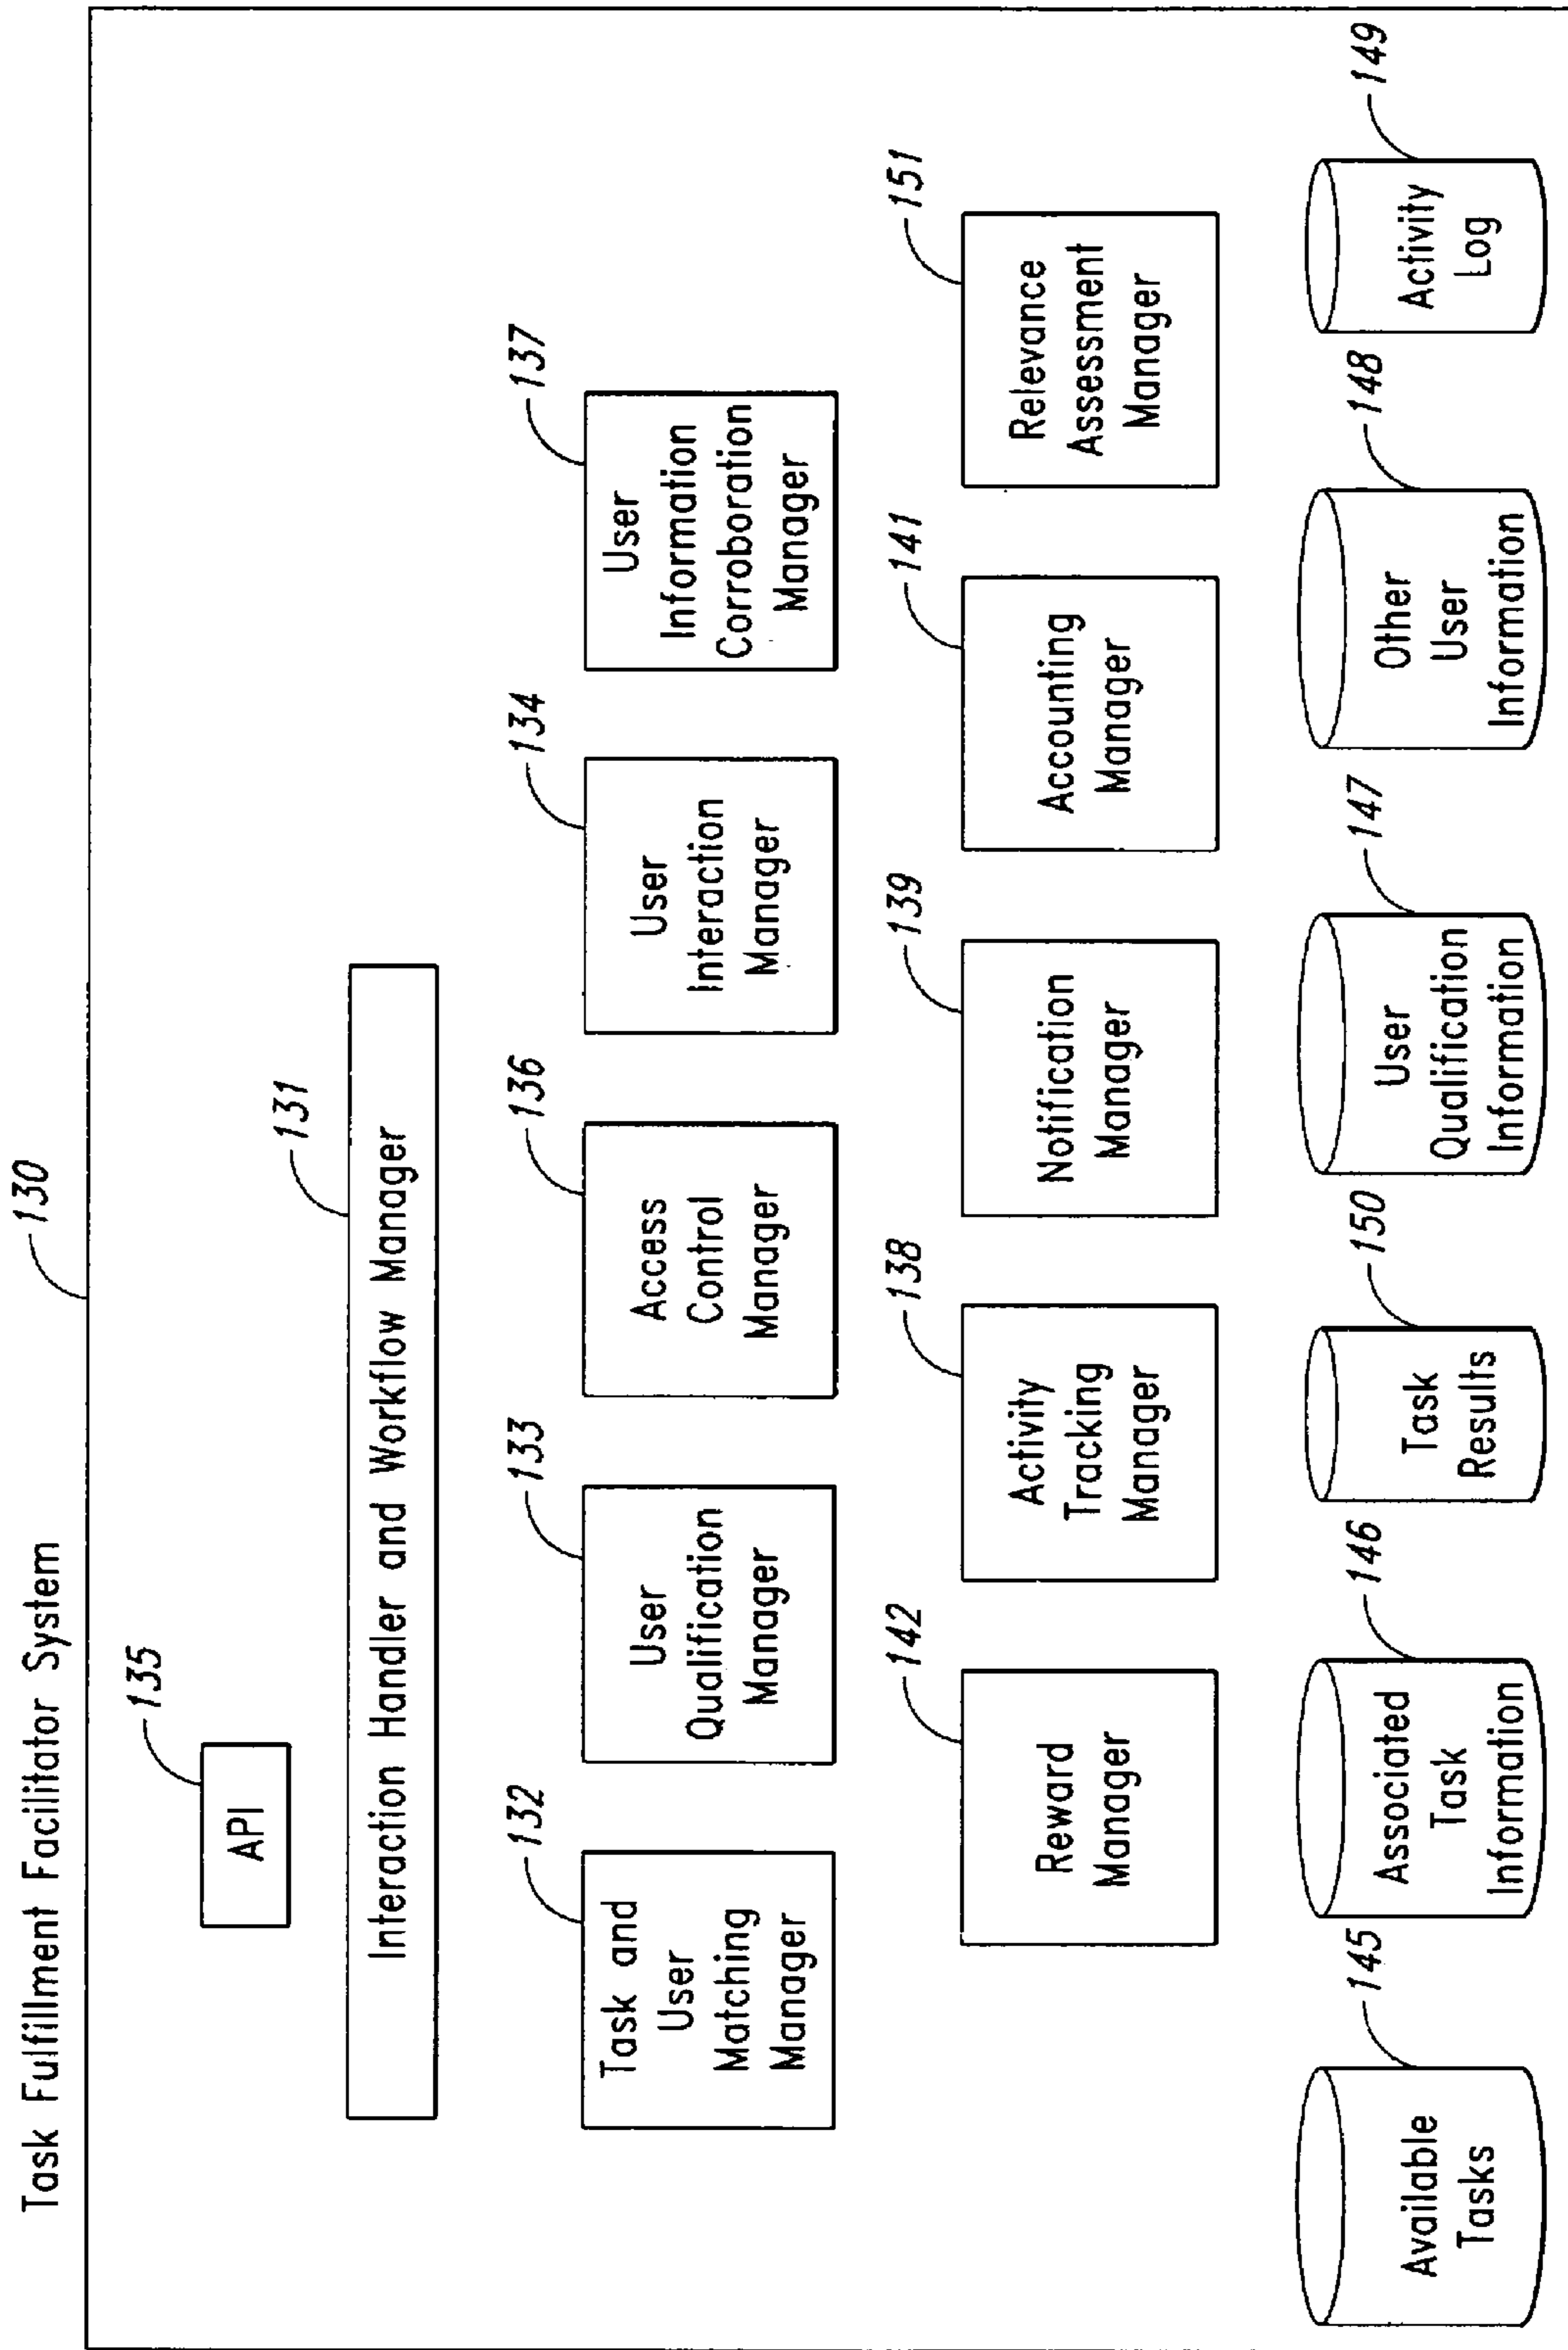 Task Fulfillment Facilitator System
130
135
API
131
Interaction Handler and Workflow Manager
132
Task and
User
Matching
Manager
133
User
Qualification
Manager
136
Access
Control
Manager
134
User
Interaction
Manager
137
User
Information
Corroboration
Manager
142
Reward
Manager
138
Activity
Tracking
Manager
139
Notification
Manager
141
Accounting
Manager
151
Relevance
Assessment
Manager
145
Available
Tasks
146
Associated
Task
Information
150
Task
Results
147
User
Qualification
Information
148
Other
User
Information
149
Activity
Log